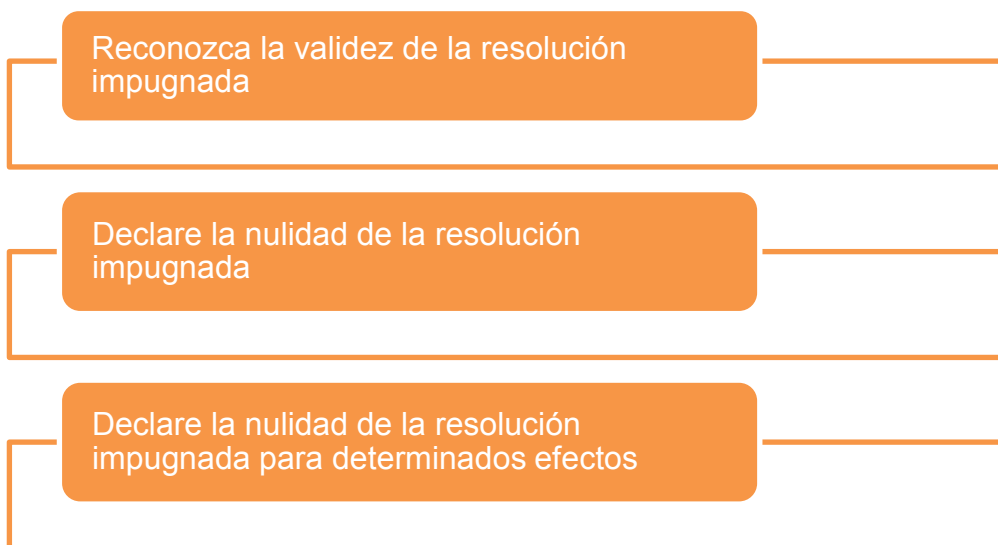 Reconozca la validez de la resolución
impugnada
Declare la nulidad de la resolución
impugnada
Declare la nulidad de la resolución
impugnada para determinados efectos